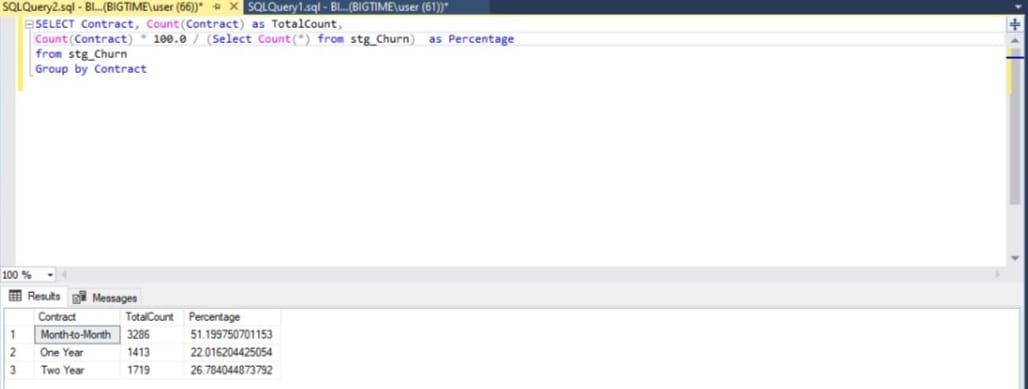 SQLQuery2.sql - BI...(BIGTIME\user (66))* SQLQuery1.sql - BI...(BIGTIME\user (61))*
SELECT Contract, Count(Contract) as TotalCount,
Count(Contract) * 100.0 / (Select Count(*) from stg_Churn) as Percentage
from stg_Churn
Group by Contract
100 %
Results Messages
Contract TotalCount Percentage
1 Month-to-Month 3286 51.199750701153
2 One Year 1413 22.016204425054
3 Two Year 1719 26.784044873792